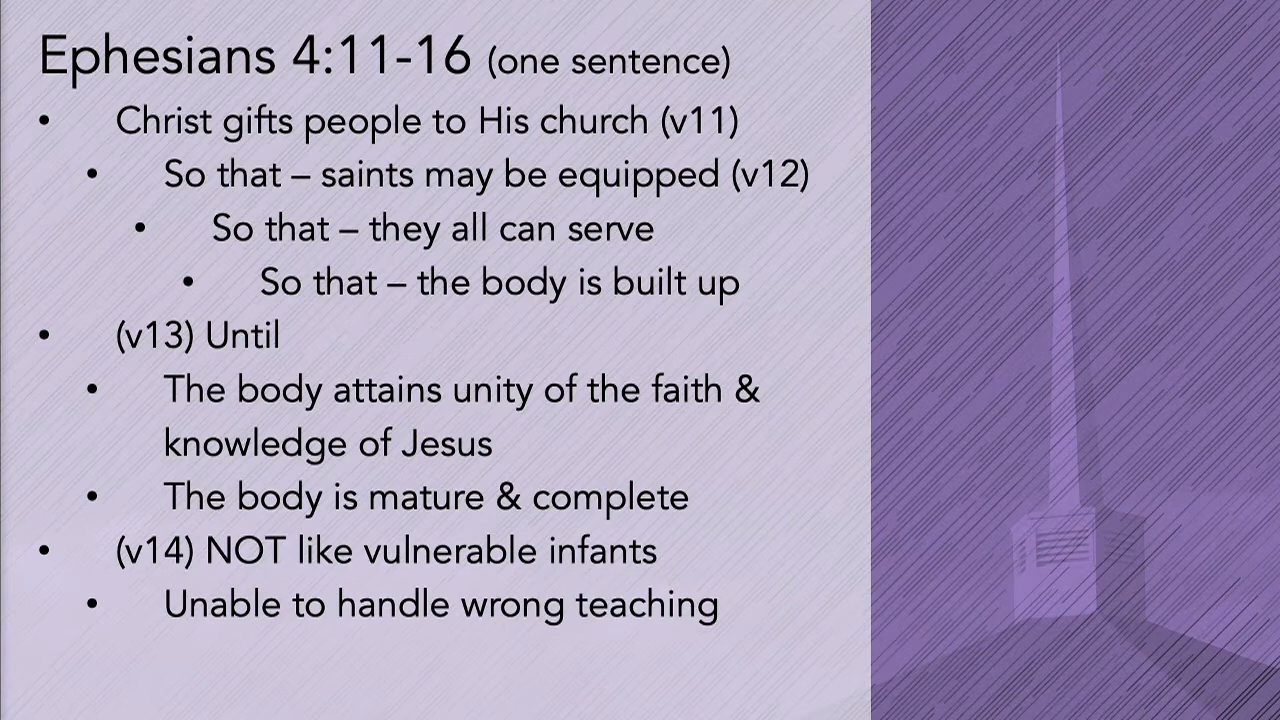 Ephesians 4:11-16 (one sentence)
• Christ gifts people to His church (v11)
• So that – saints may be equipped (v12)
• So that – they all can serve
• So that – the body is built up
• (v13) Until
• The body attains unity of the faith &
knowledge of Jesus
• The body is mature & complete
• (v14) NOT like vulnerable infants
• Unable to handle wrong teaching